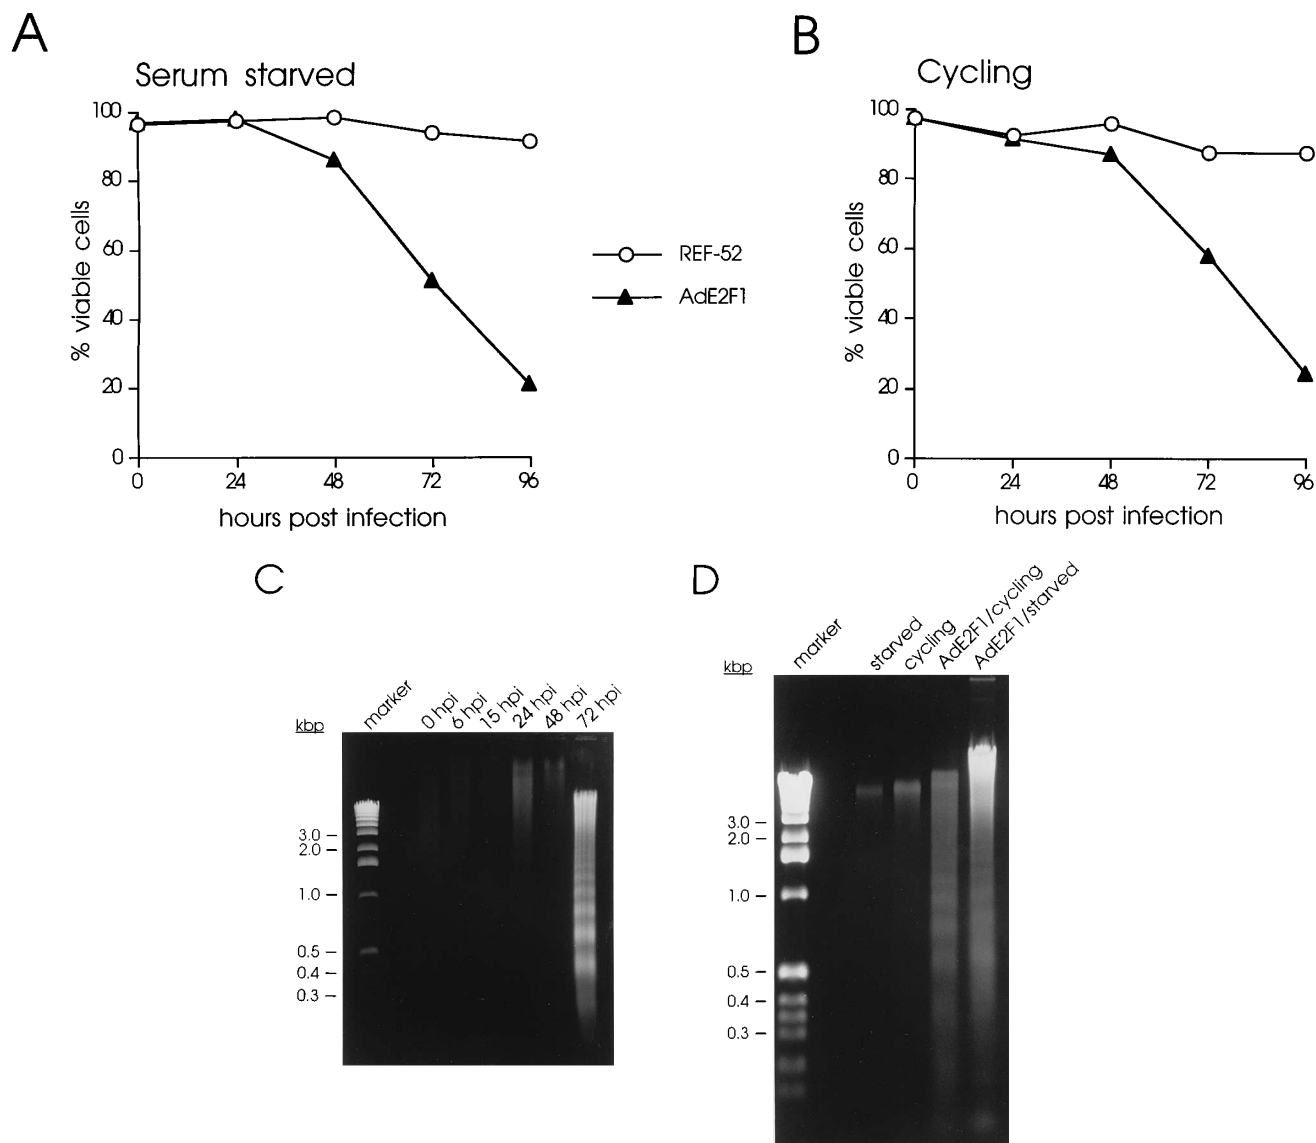 A
B
Serum starved
Cycling
100
80
60
40
20
0
% viable cells
0 24 48 72 96
hours post infection
REF-52
AdE2F1
100
80
60
40
20
0
% viable cells
0 24 48 72 96
hours post infection
C
D
kbp
marker
0 hpi
6 hpi
15 hpi
24 hpi
48 hpi
72 hpi
3.0
2.0
1.0
0.5
0.4
0.3
kbp
marker
starved
cycling
AdE2F1/cycling
AdE2F1/starved
3.0
2.0
1.0
0.5
0.4
0.3